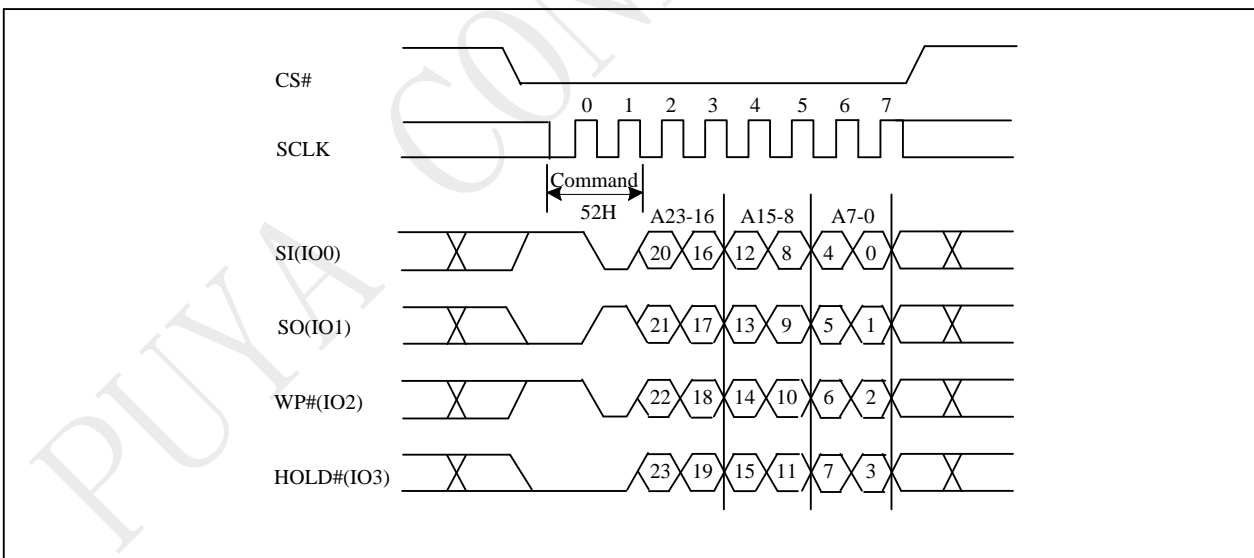 PUYA CON
CS#
0 1 2 3 4 5 6 7
SCLK
Command
52H
A23-16 A15-8 A7-0
SI(IO0)
20 16 12 8 4 0
SO(IO1)
21 17 13 9 5 1
WP#(IO2)
22 18 14 10 6 2
HOLD#(IO3)
23 19 15 11 7 3